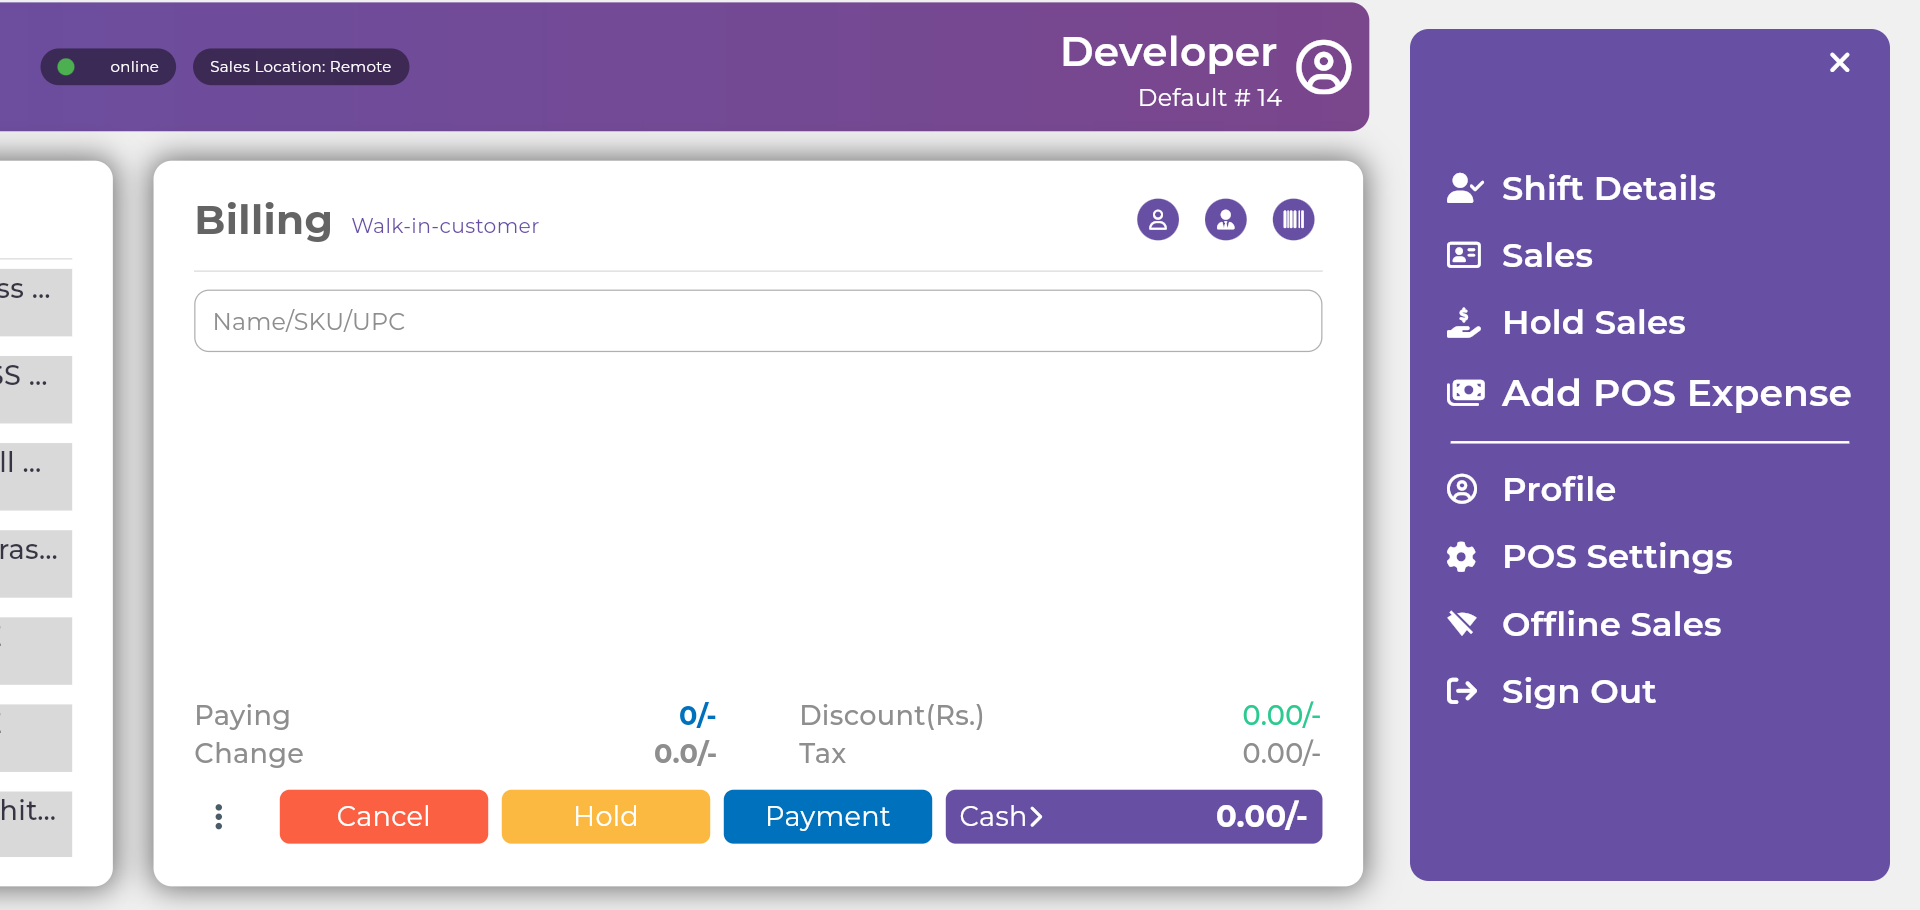 online
Sales Location: Remote
Developer
Default # 14
ss ...
SS ...
ll ...
ras...
hit...
Billing
Walk-in-customer
Name/SKU/UPC
Paying 0/- Discount(Rs.) 0.00/-
Change 0.0/- Tax 0.00/-
Cancel
Hold
Payment
Cash 0.00/-
Shift Details
Sales
Hold Sales
Add POS Expense
Profile
POS Settings
Offline Sales
Sign Out